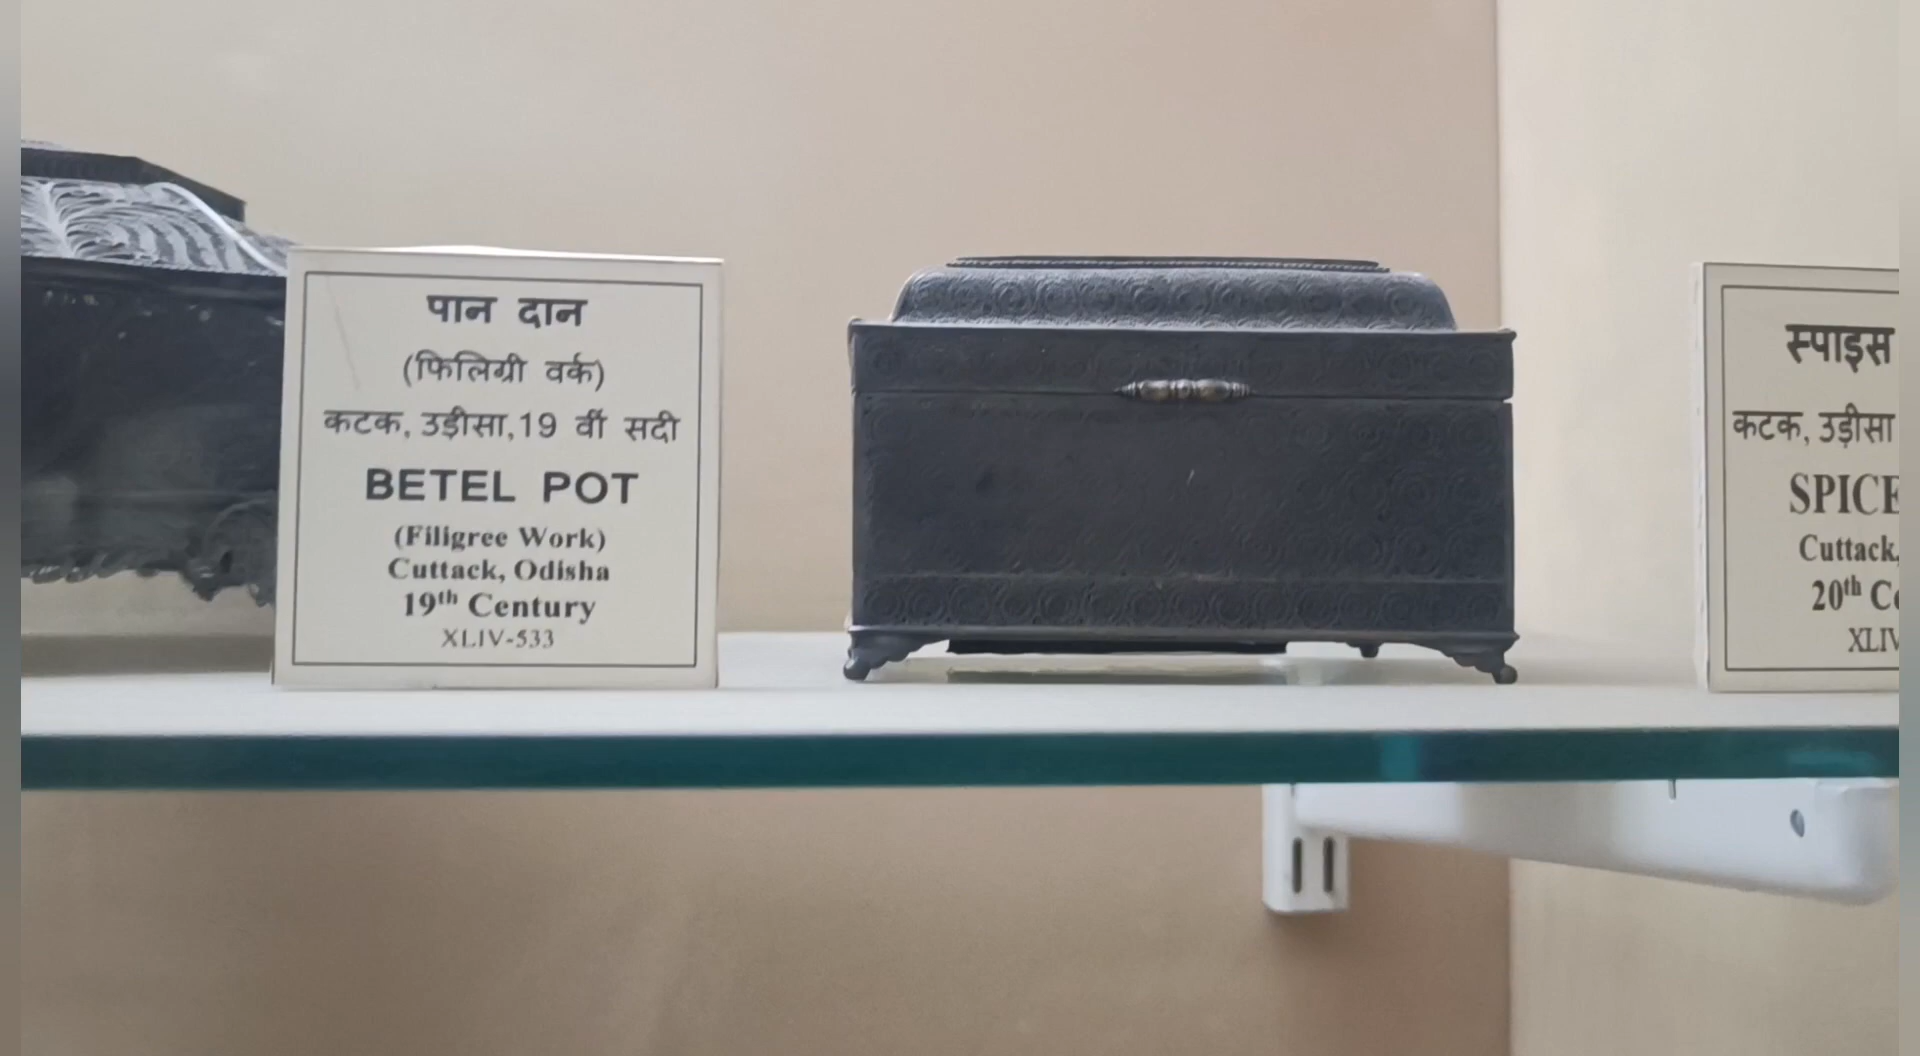 पान दान
(फिलिग्री वर्क)
कटक, उड़ीसा, 19 वीं सदी
BETEL POT
(Filigree Work)
Cuttack, Odisha
19th Century
XLIV-533
स्पाइस
कटक, उड़ीसा
SPICE
Cuttack,
20th
XLIV